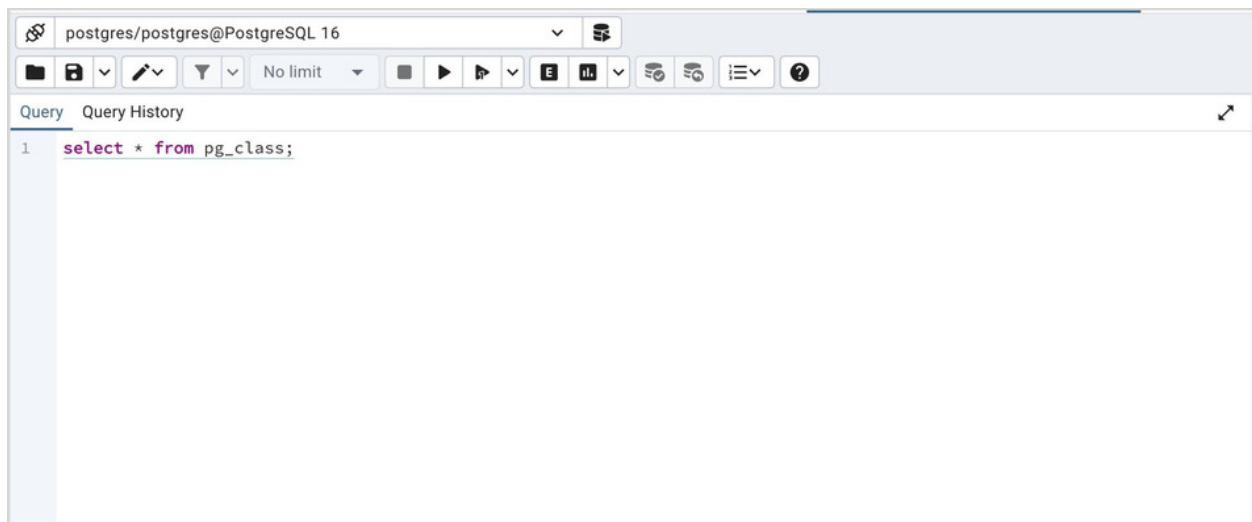 postgres/postgres@PostgreSQL 16
No limit
E
Query Query History
1 select * from pg_class;